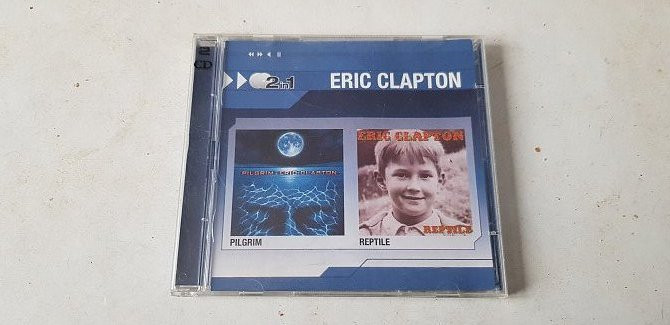 2
CD
2in1
ERIC CLAPTON
PILGRIM ERIC CLAPTON
ERIC CLAPTON
REPTILE
PILGRIM
REPTILE